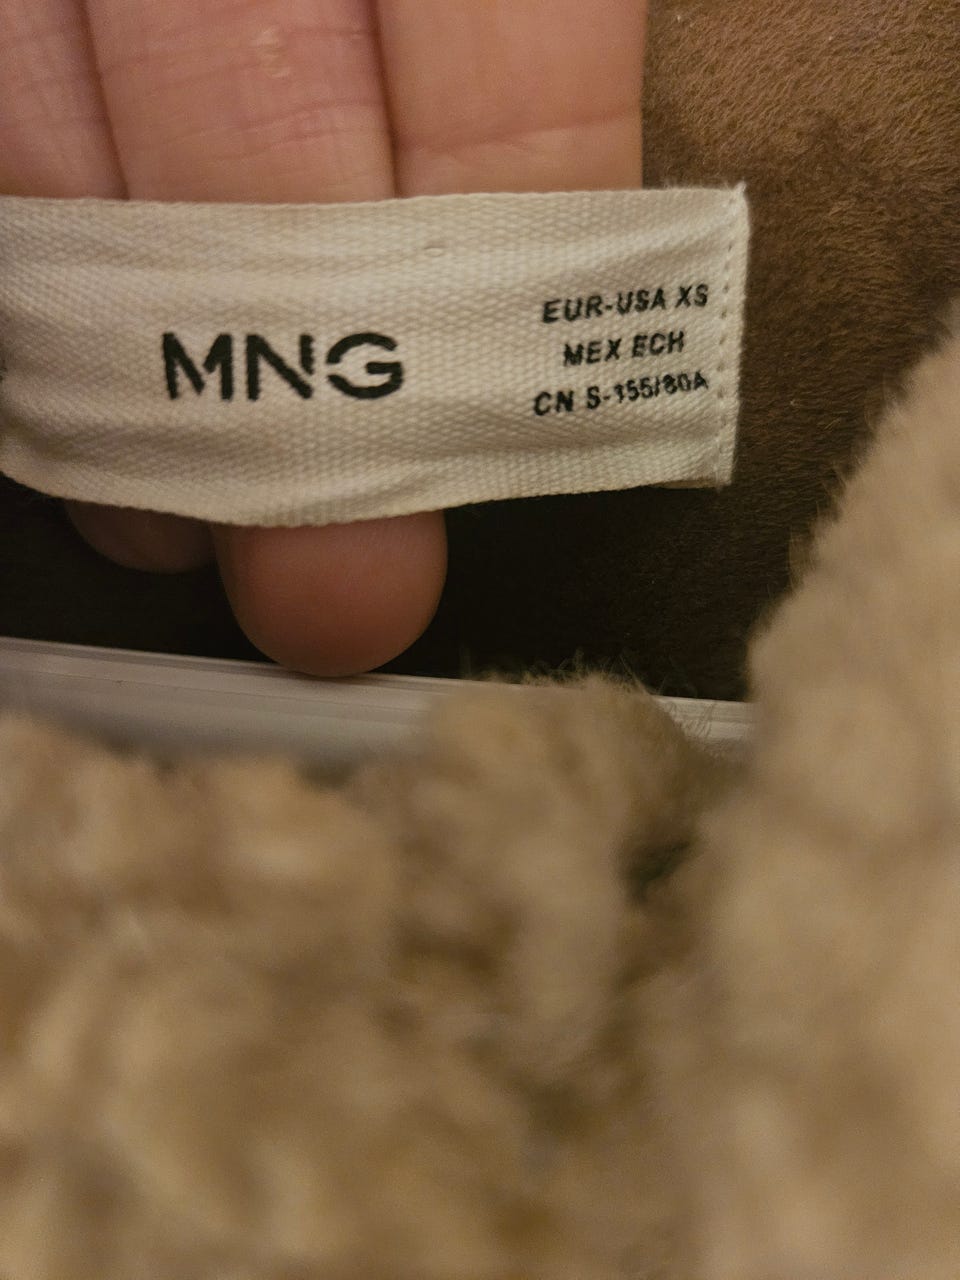 MNG
EUR-USA XS
MEX ECH
CN S-155/80A